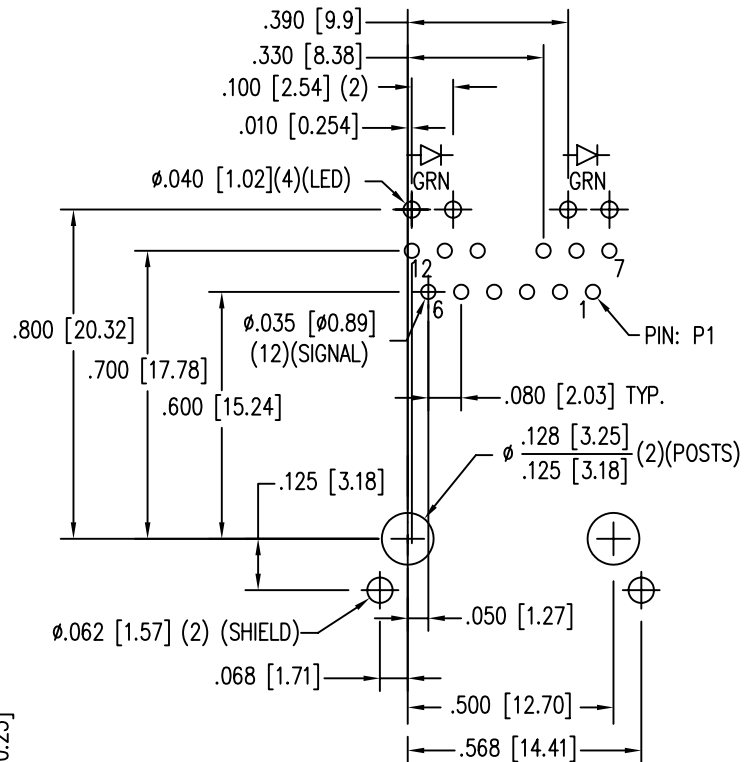 .390 [9.9]
.330 [8.38]
.100 [2.54] (2)
.010 [0.254]
GRN
GRN
ø.040 [1.02](4)(LED)
12
7
6
1
ø.035 [ø0.89]
(12)(SIGNAL)
PIN: P1
.800 [20.32]
.700 [17.78]
.600 [15.24]
.080 [2.03] TYP.
ø .128 [3.25]
.125 [3.18] (2)(POSTS)
.125 [3.18]
ø.062 [1.57] (2) (SHIELD)
.050 [1.27]
.068 [1.71]
.500 [12.70]
.568 [14.41]